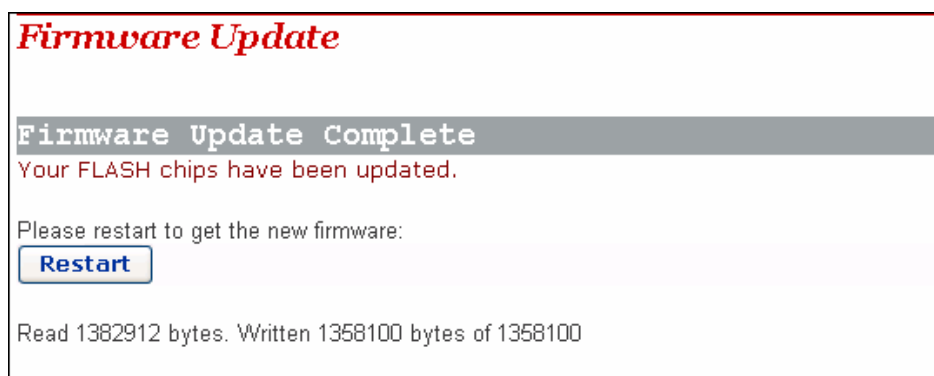 Firmware Update
Firmware Update Complete
Your FLASH chips have been updated.
Please restart to get the new firmware:
Restart
Read 1382912 bytes. Written 1358100 bytes of 1358100